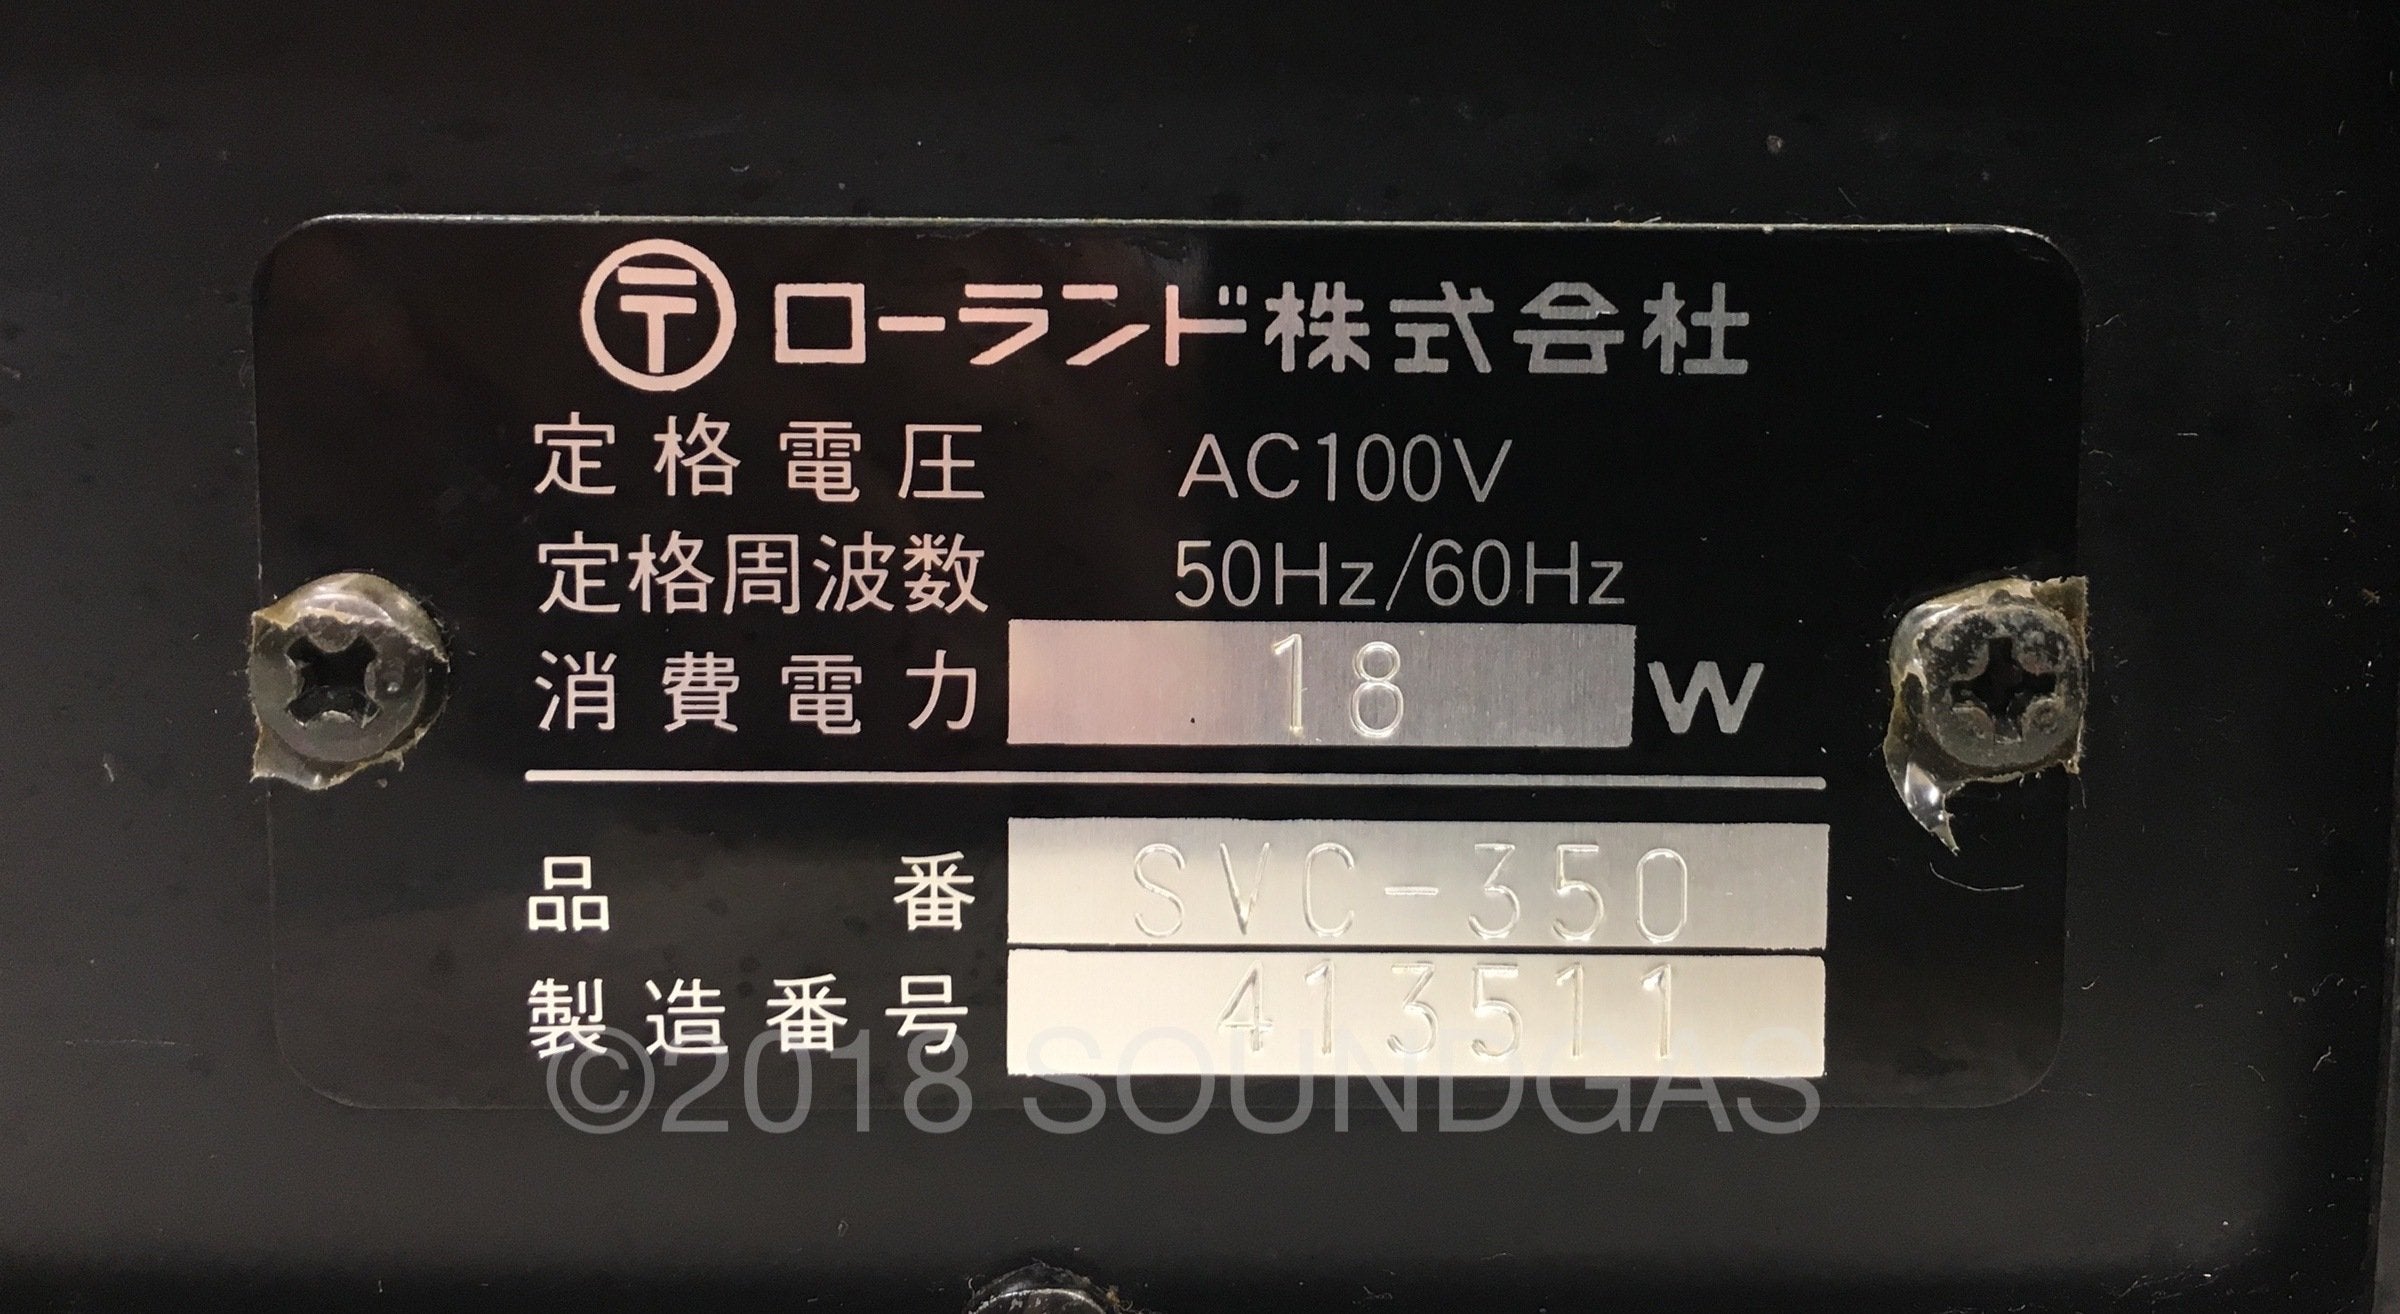 〒ローランド株式会社
定格電圧 AC100V
定格周波数 50Hz/60Hz
消費電力 18 W
品番 SVC-350
製造番号 413511
©2018 SOUNDGAS